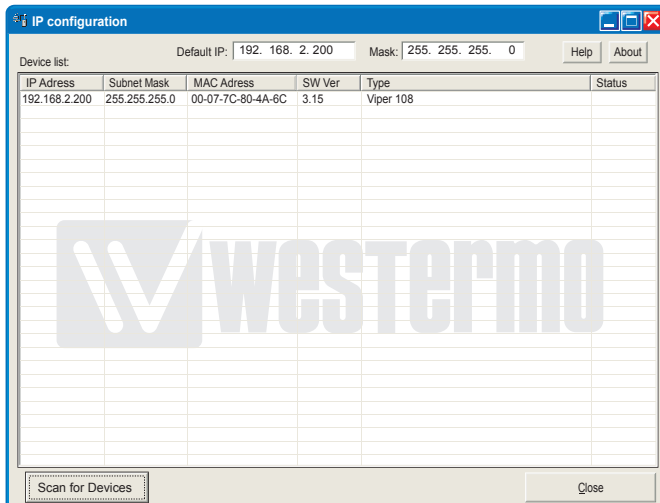 IP configuration
Default IP: 192. 168. 2. 200 Mask: 255. 255. 255. 0 Help About
Device list:
IP Adress Subnet Mask MAC Adress SW Ver Type Status
192.168.2.200 255.255.255.0 00-07-7C-80-4A-6C 3.15 Viper 108
westermo
Scan for Devices Close